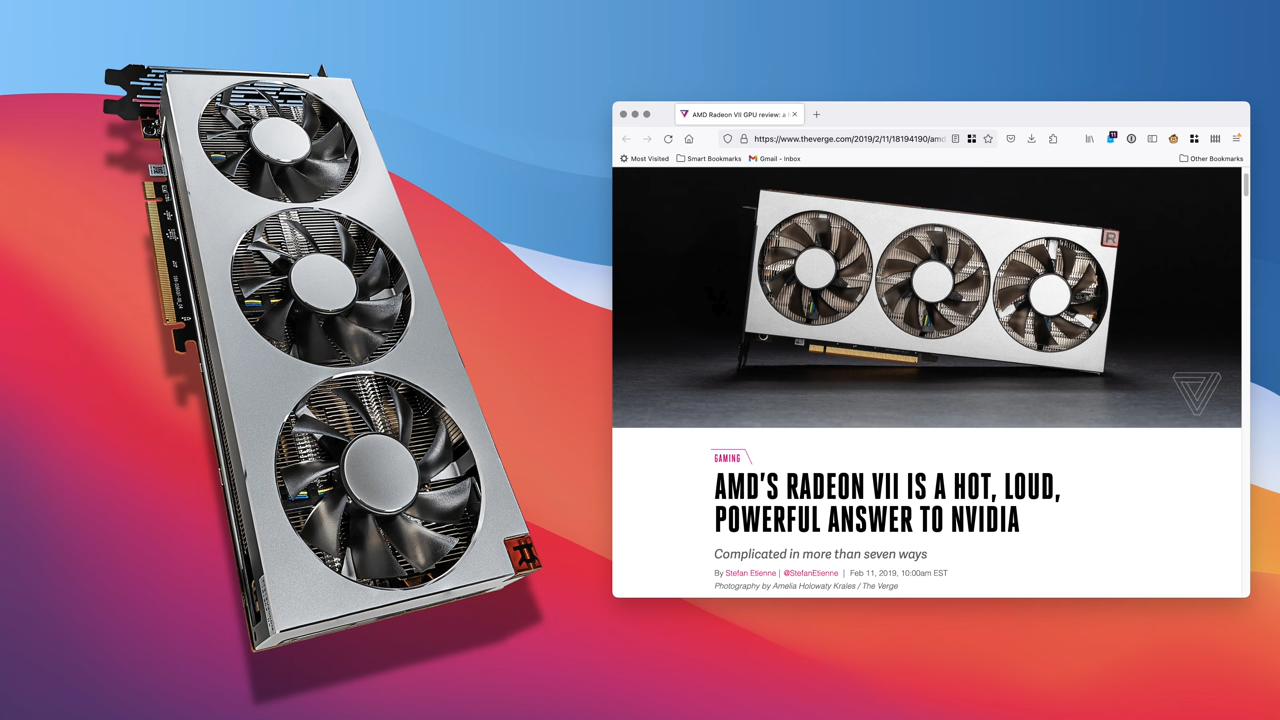 AMD Radeon VII GPU review: a
https://www.theverge.com/2019/2/11/18194190/amd
11
Most Visited
Smart Bookmarks
Gmail - Inbox
Other Bookmarks
R
GAMING
AMD'S RADEON VII IS A HOT, LOUD,
POWERFUL ANSWER TO NVIDIA
Complicated in more than seven ways
By Stefan Etienne | @StefanEtienne | Feb 11, 2019, 10:00am EST
Photography by Amelia Holowaty Krales / The Verge